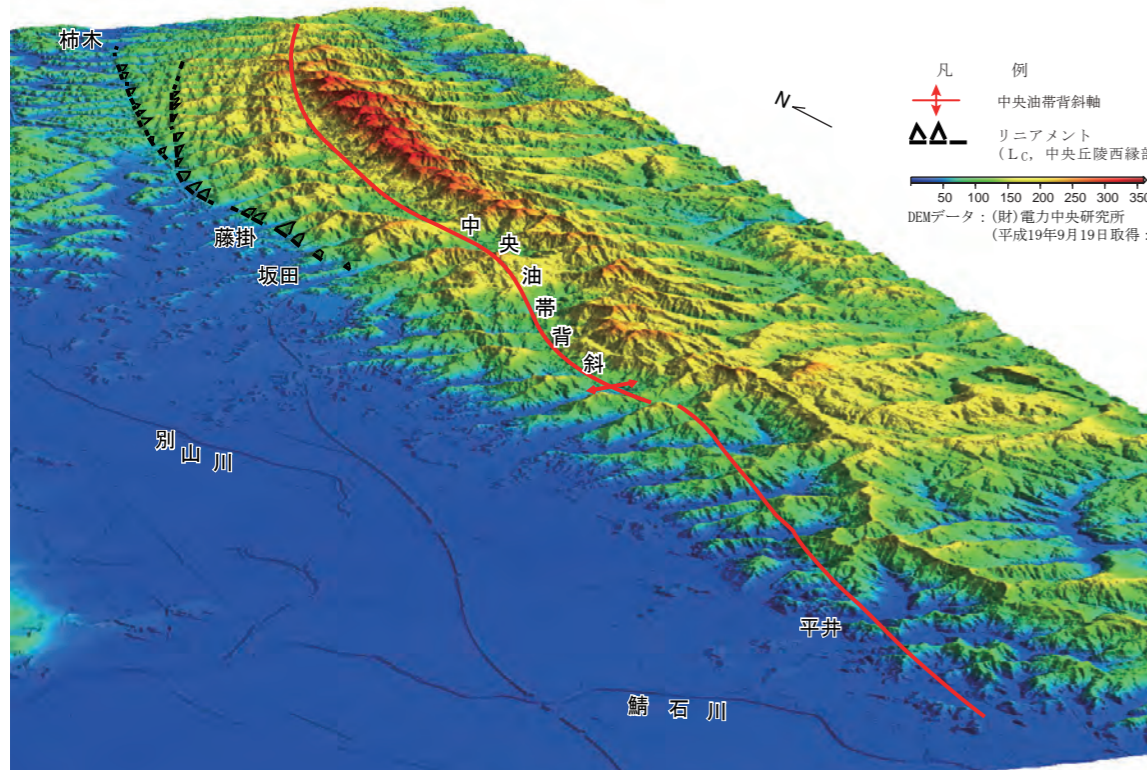 柿木
藤掛
坂田
中央油帯背斜
別山川
鯖石川
平井
N
凡 例
中央油帯背斜軸
リニアメント
(LC, 中央丘陵西縁部
50 100 150 200 250 300 350
DEMデータ:(財)電力中央研究所
(平成19年9月19日取得: